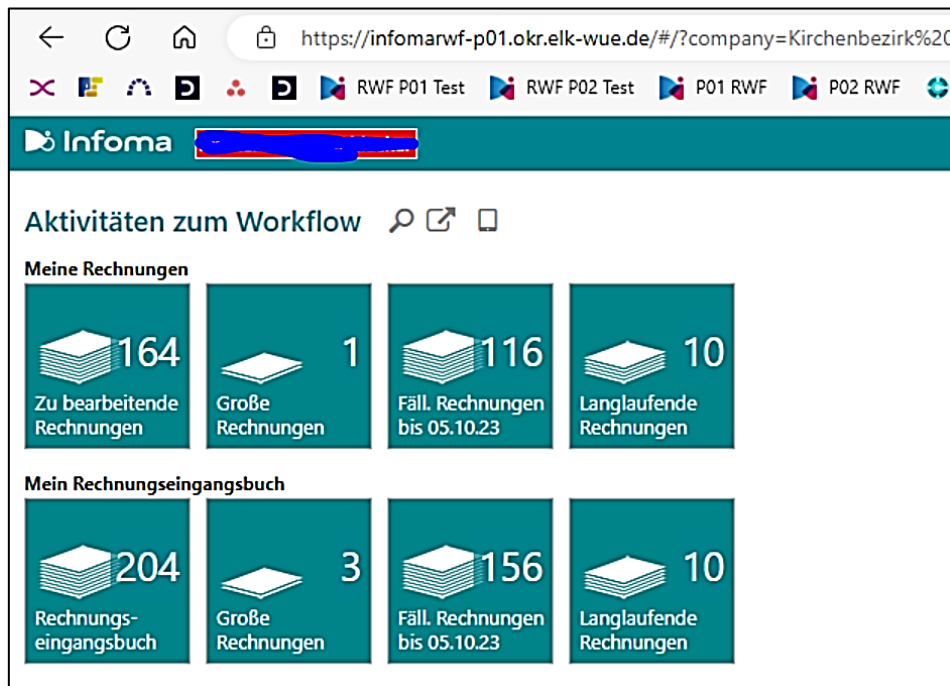 https://infomarwf-p01.okr.elk-wue.de/#/?company=Kirchenbezirk%20
RWF P01 Test RWF P02 Test P01 RWF P02 RWF
Infoma
Aktivitäten zum Workflow
Meine Rechnungen
164 1 116 10
Zu bearbeitende Große Fäll. Rechnungen Langlaufende
Rechnungen Rechnungen bis 05.10.23 Rechnungen
Mein Rechnungseingangsbuch
204 3 156 10
Rechnungs- Große Fäll. Rechnungen Langlaufende
eingangsbuch Rechnungen bis 05.10.23 Rechnungen